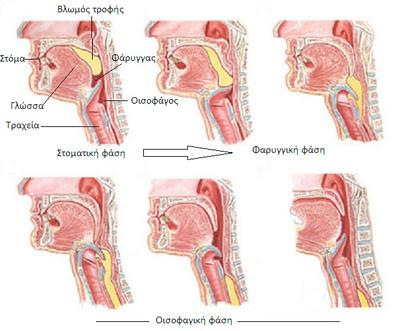 Βλωμός τροφής
Στόμα
Φάρυγγας
Γλώσσα
Οισοφάγος
Τραχεία
Στοματική φάση
Φαρυγγική φάση
Οισοφαγική φάση